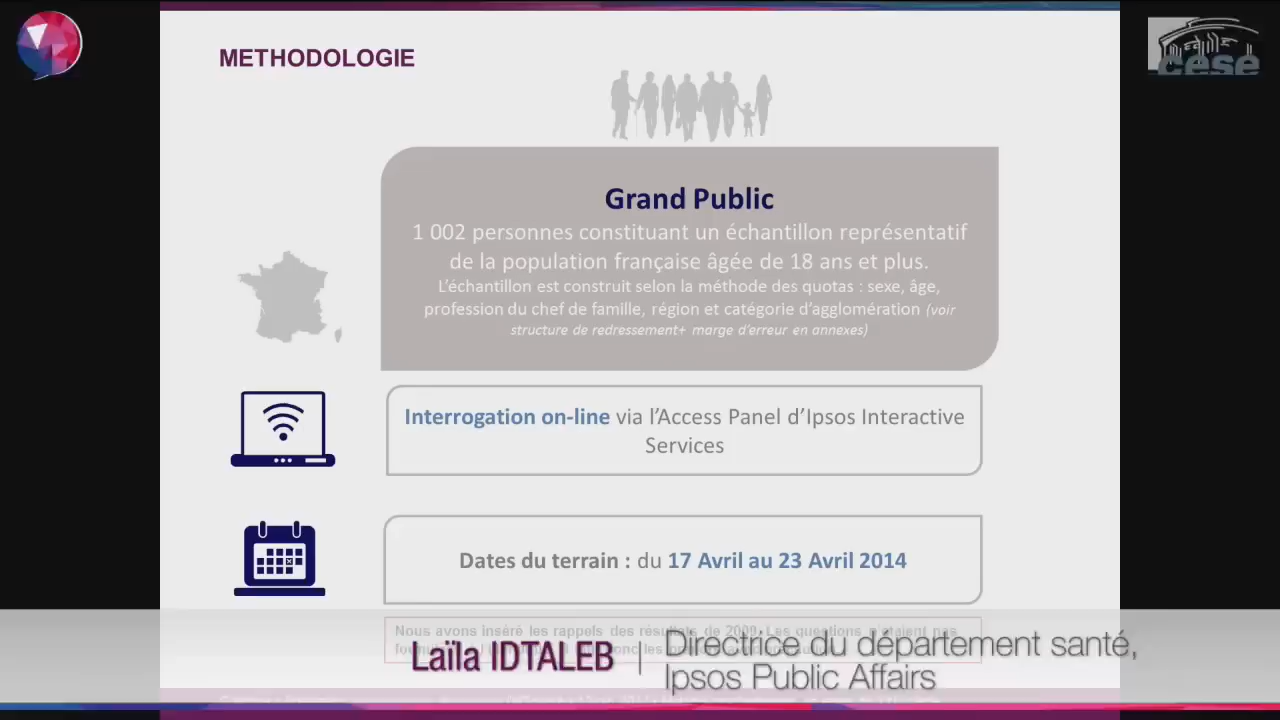 METHODOLOGIE
cese
Grand Public
1 002 personnes constituant un échantillon représentatif
de la population française âgée de 18 ans et plus.
L'échantillon est construit selon la méthode des quotas : sexe, âge,
profession du chef de famille, région et catégorie d'agglomération (voir
structure de redressement+ marge d'erreur en annexes)
Interrogation on-line via l'Access Panel d'Ipsos Interactive
Services
Dates du terrain : du 17 Avril au 23 Avril 2014
Nous avons inséré les rappels des résultats de 2009. Les questions n'étaient pas
Laïla IDTALEB
Directrice du département santé,
Ipsos Public Affairs